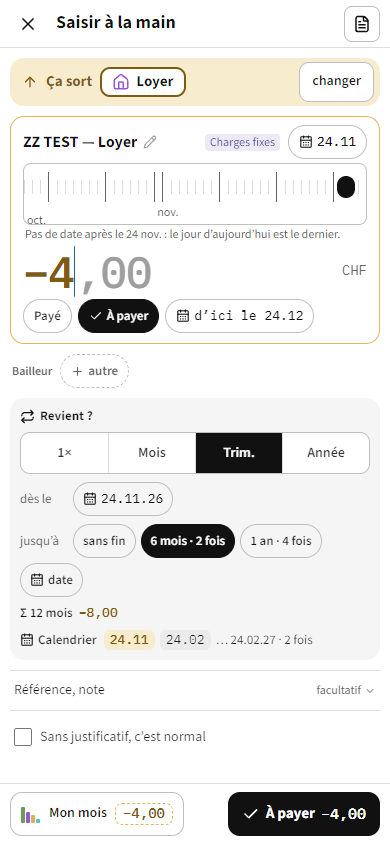 Saisir à la main
Ça sort
Loyer
changer
ZZ TEST — Loyer
Charges fixes
24.11
oct.
nov.
Pas de date après le 24 nov. : le jour d’aujourd’hui est le dernier.
−4,00
CHF
Payé
À payer
d’ici le 24.12
Bailleur
+ autre
Revient ?
1×
Mois
Trim.
Année
dès le
24.11.26
jusqu’à
sans fin
6 mois · 2 fois
1 an · 4 fois
date
Σ 12 mois −8,00
Calendrier 24.11 24.02 … 24.02.27 · 2 fois
Référence, note
facultatif
Sans justificatif, c’est normal
Mon mois −4,00
À payer −4,00